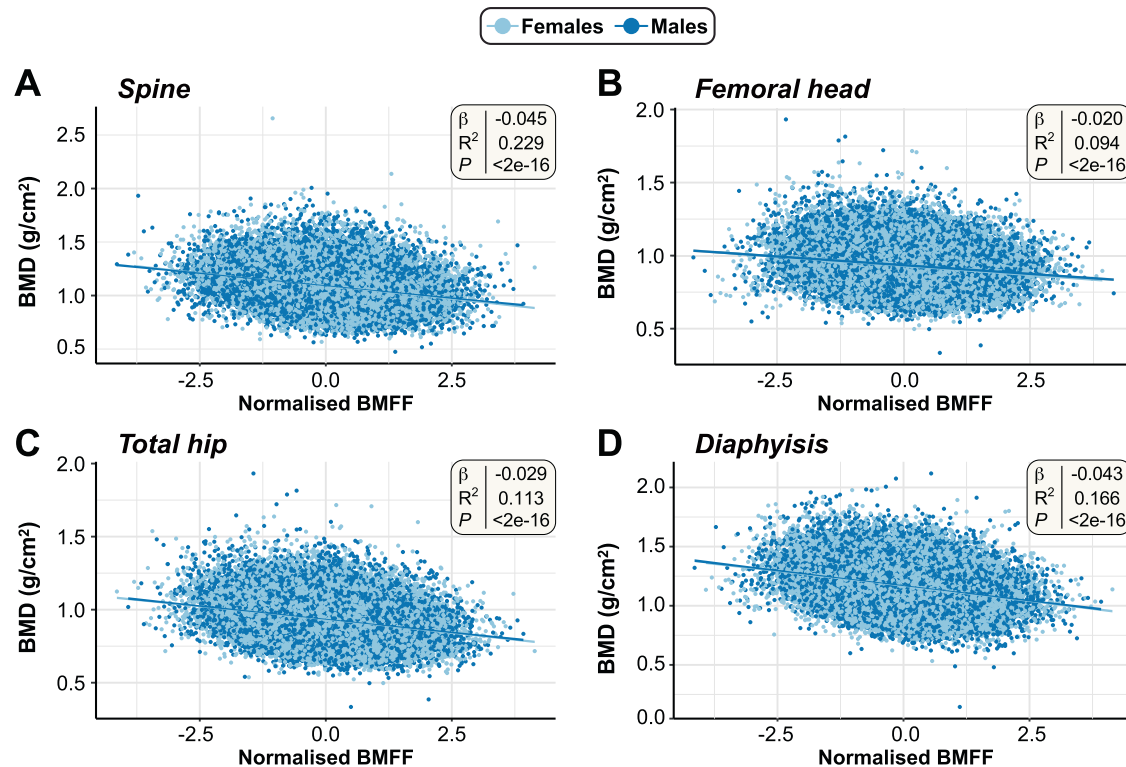 Females Males
A Spine
β -0.045
R² 0.229
P <2e-16
BMD (g/cm²)
2.5
2.0
1.5
1.0
0.5
-2.5 0.0 2.5
Normalised BMFF
B Femoral head
β -0.020
R² 0.094
P <2e-16
BMD (g/cm²)
2.0
1.5
1.0
0.5
-2.5 0.0 2.5
Normalised BMFF
C Total hip
β -0.029
R² 0.113
P <2e-16
BMD (g/cm²)
2.0
1.5
1.0
0.5
-2.5 0.0 2.5
Normalised BMFF
D Diaphyisis
β -0.043
R² 0.166
P <2e-16
BMD (g/cm²)
2.0
1.5
1.0
0.5
0.0
-2.5 0.0 2.5
Normalised BMFF